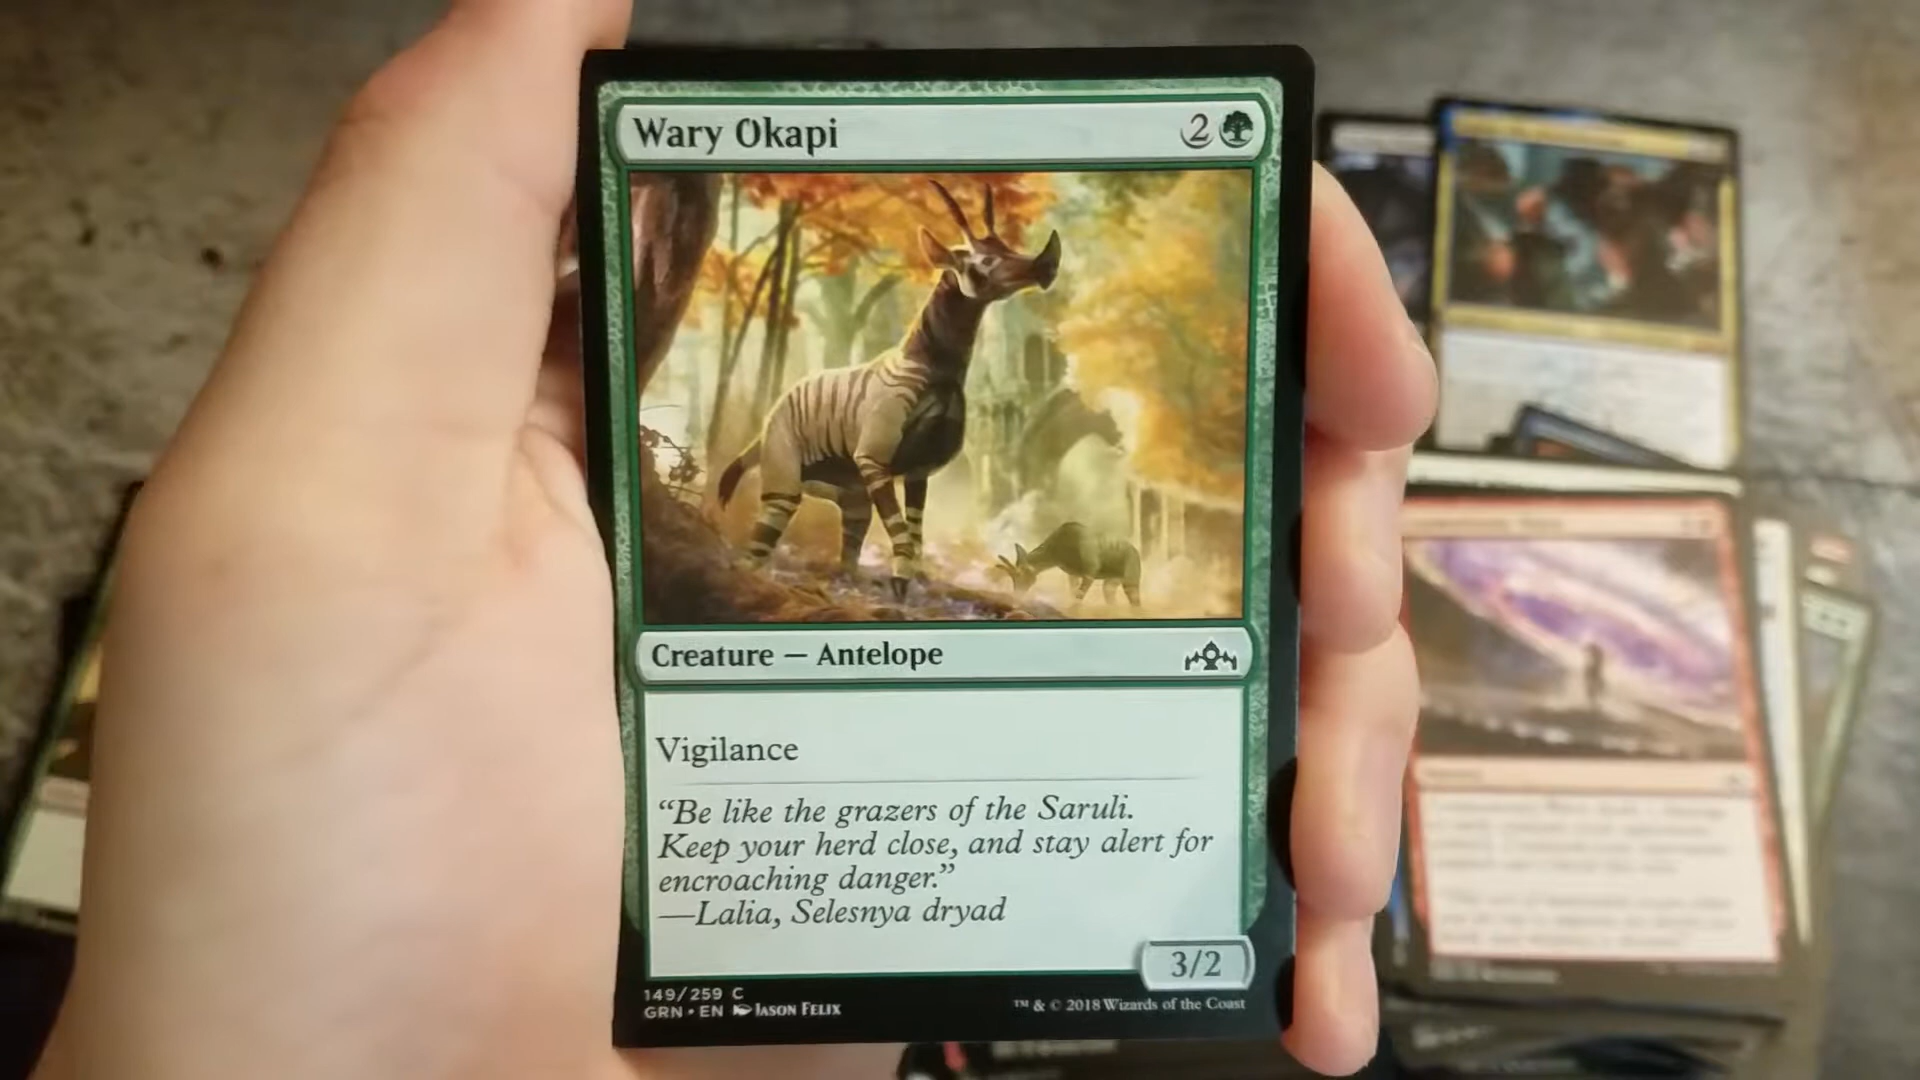 Wary Okapi 2
Creature — Antelope
Vigilance
“Be like the grazers of the Saruli.
Keep your herd close, and stay alert for
encroaching danger.”
—Lalia, Selesnya dryad
3/2
149/259 C
GRN • EN JASON FELIX
™ & © 2018 Wizards of the Coast